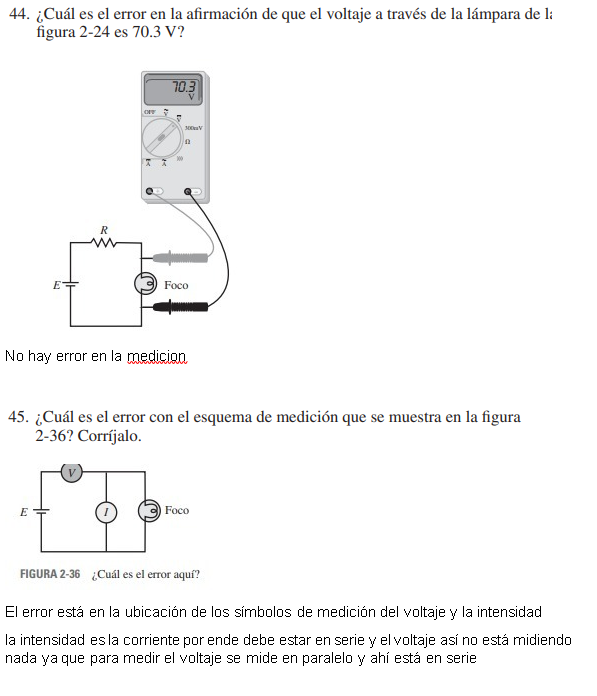 44. ¿Cuál es el error en la afirmación de que el voltaje a través de la lámpara de la
figura 2-24 es 70.3 V?
70.3
V
OFF
V
V
300mV
Ω
)))
A
A
R
E
Foco
No hay error en la medicion
45. ¿Cuál es el error con el esquema de medición que se muestra en la figura
2-36? Corríjalo.
V
E
I
Foco
FIGURA 2-36 ¿Cuál es el error aquí?
El error está en la ubicación de los símbolos de medición del voltaje y la intensidad
la intensidad es la corriente por ende debe estar en serie y el voltaje así no está midiendo
nada ya que para medir el voltaje se mide en paralelo y ahí está en serie